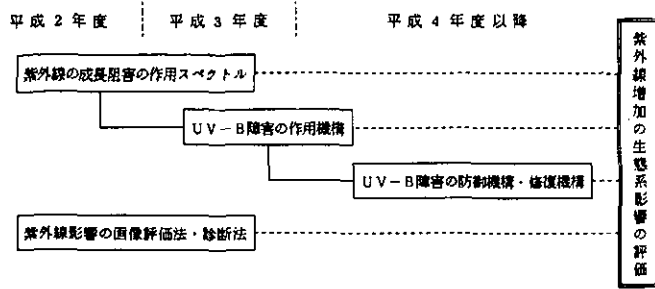 平成２年度　平成３年度　平成４年度以降
紫外線の成長阻害の作用スペクトル
ＵＶ－Ｂ障害の作用機構
ＵＶ－Ｂ障害の防御機構・修復機構
紫外線影響の画像評価法・診断法
紫外線増加の生態系影響の評価